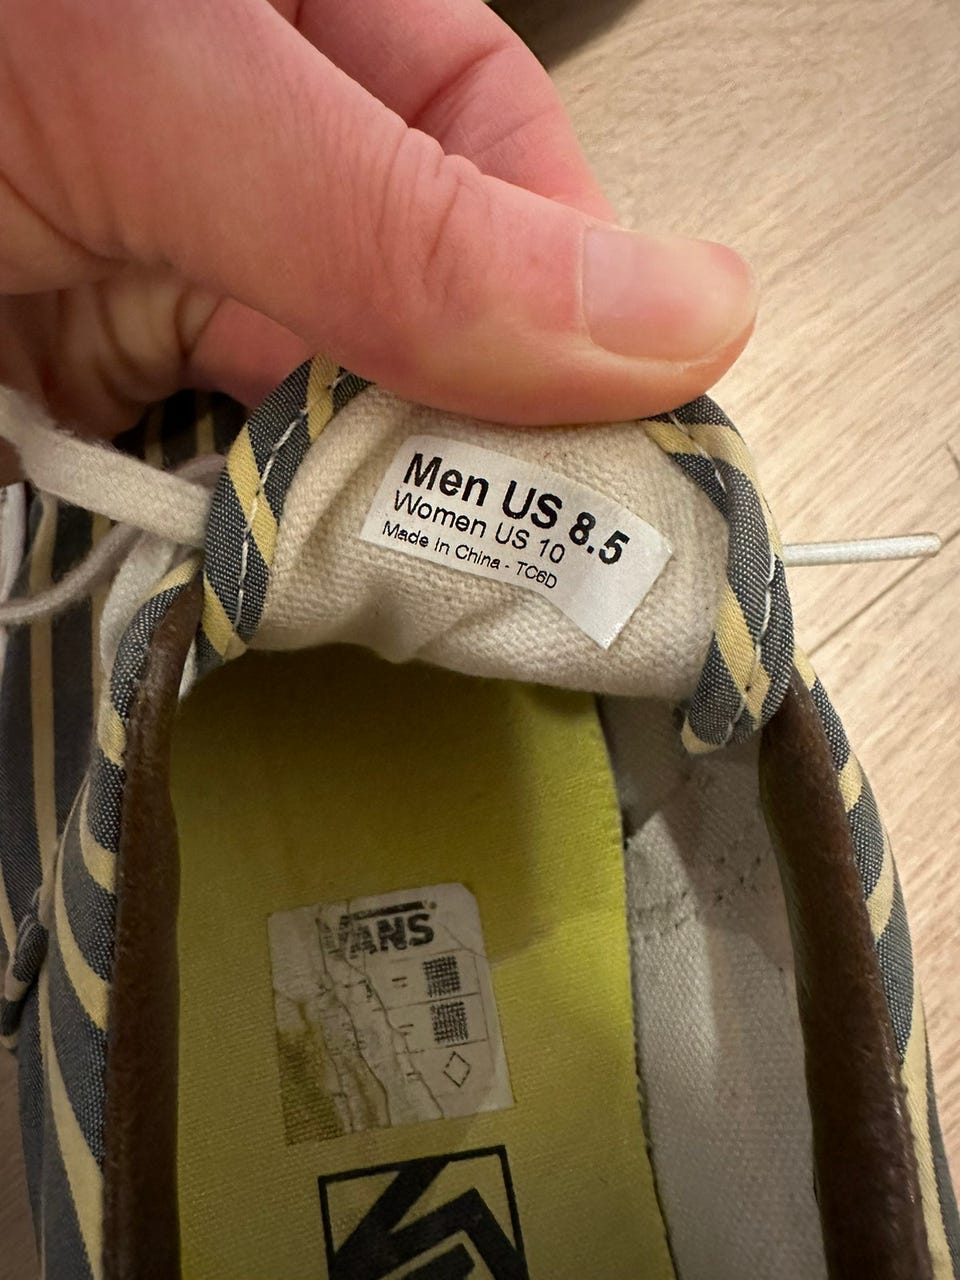 Men US 8.5
Women US 10
Made In China - TC6D
VANS